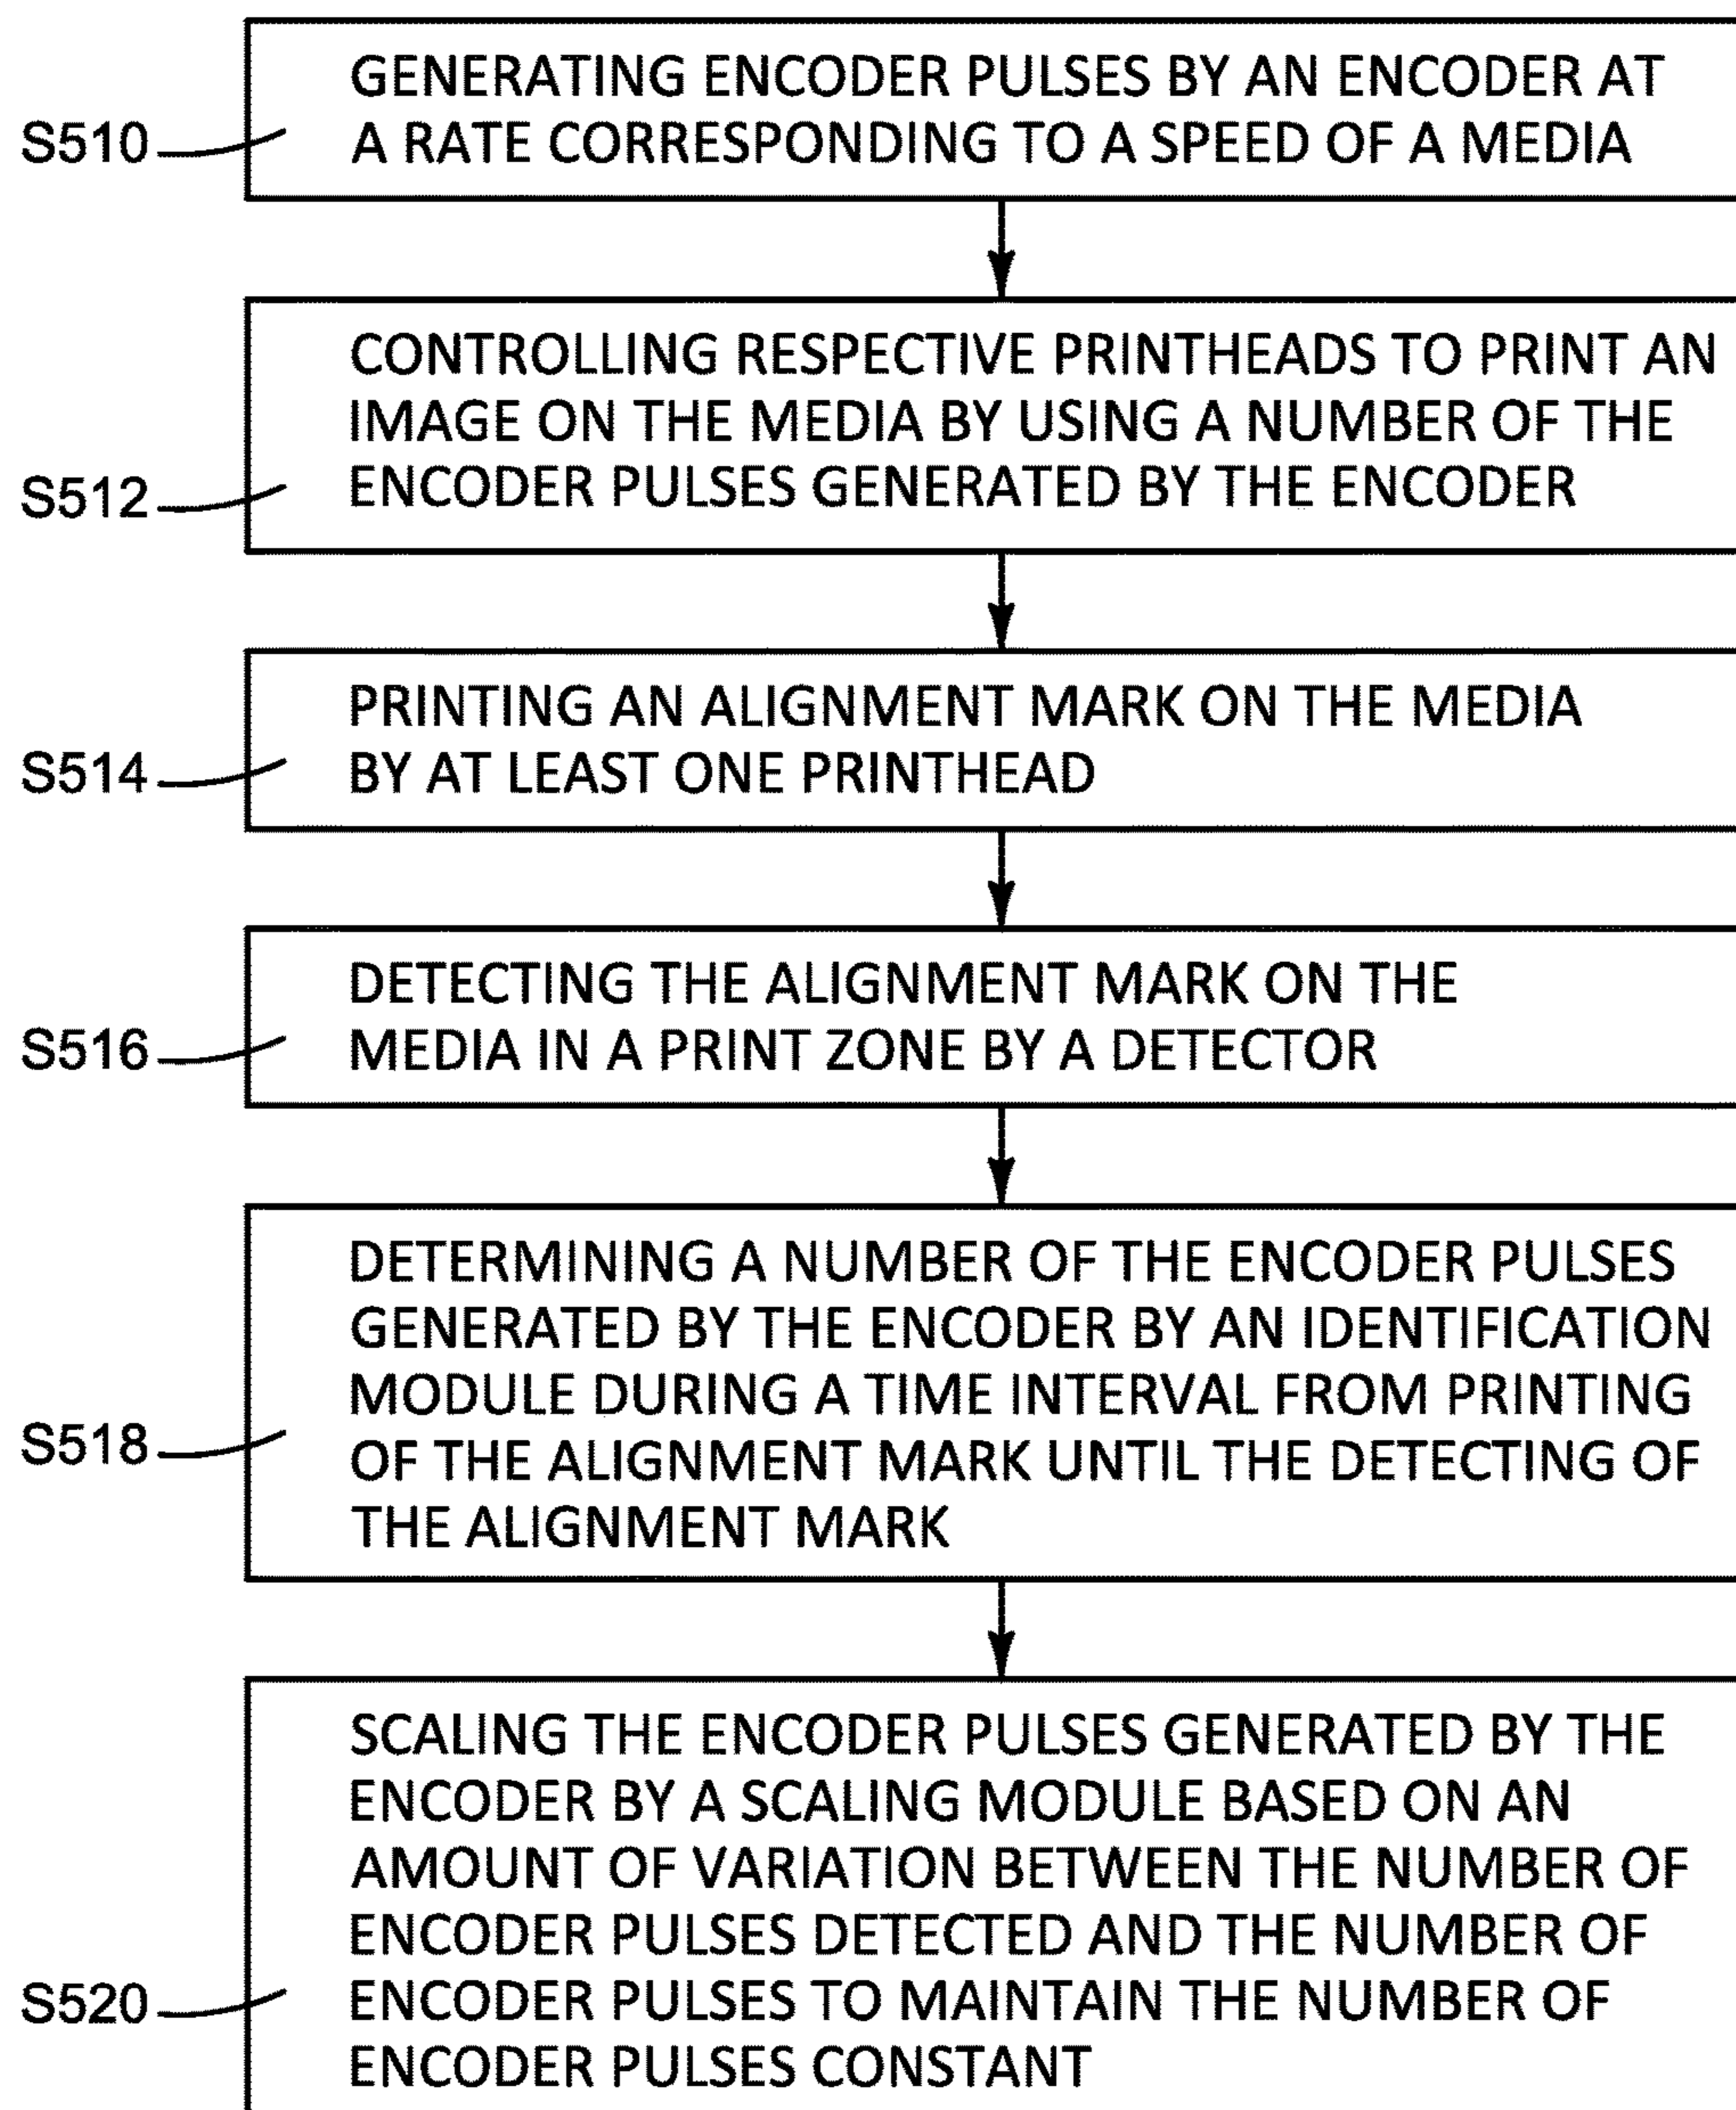 S510
GENERATING ENCODER PULSES BY AN ENCODER AT
A RATE CORRESPONDING TO A SPEED OF A MEDIA
S512
CONTROLLING RESPECTIVE PRINTHEADS TO PRINT AN
IMAGE ON THE MEDIA BY USING A NUMBER OF THE
ENCODER PULSES GENERATED BY THE ENCODER
S514
PRINTING AN ALIGNMENT MARK ON THE MEDIA
BY AT LEAST ONE PRINTHEAD
S516
DETECTING THE ALIGNMENT MARK ON THE
MEDIA IN A PRINT ZONE BY A DETECTOR
S518
DETERMINING A NUMBER OF THE ENCODER PULSES
GENERATED BY THE ENCODER BY AN IDENTIFICATION
MODULE DURING A TIME INTERVAL FROM PRINTING
OF THE ALIGNMENT MARK UNTIL THE DETECTING OF
THE ALIGNMENT MARK
S520
SCALING THE ENCODER PULSES GENERATED BY THE
ENCODER BY A SCALING MODULE BASED ON AN
AMOUNT OF VARIATION BETWEEN THE NUMBER OF
ENCODER PULSES DETECTED AND THE NUMBER OF
ENCODER PULSES TO MAINTAIN THE NUMBER OF
ENCODER PULSES CONSTANT